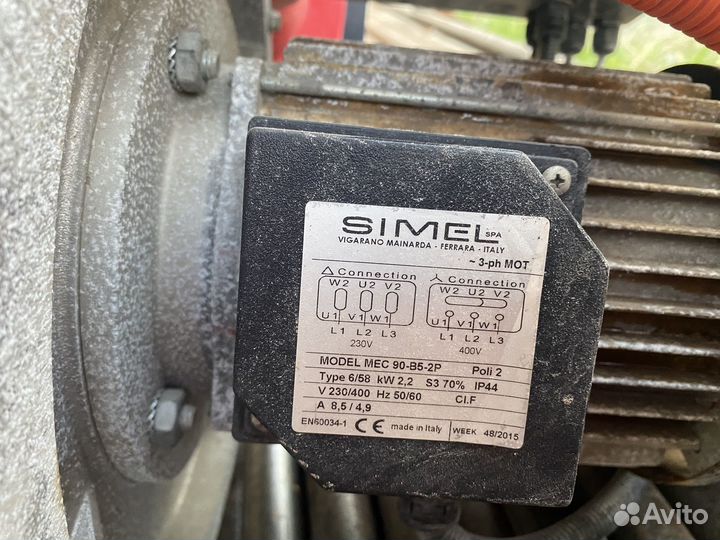 SIMEL SPA
VIGARANO MAINARDA - FERRARA - ITALY
~ 3-ph MOT
△ Connection
W2 U2 V2
U1 V1 W1
L1 L2 L3
230V
Connection
W2 U2 V2
U1 V1 W1
L1 L2 L3
400V
MODEL MEC 90-B5-2P Poli 2
Type 6/58 kW 2,2 S3 70% IP44
V 230/400 Hz 50/60 Cl.F
A 8,5 / 4,9
EN60034-1 CE made in Italy WEEK 48/2015
Avito